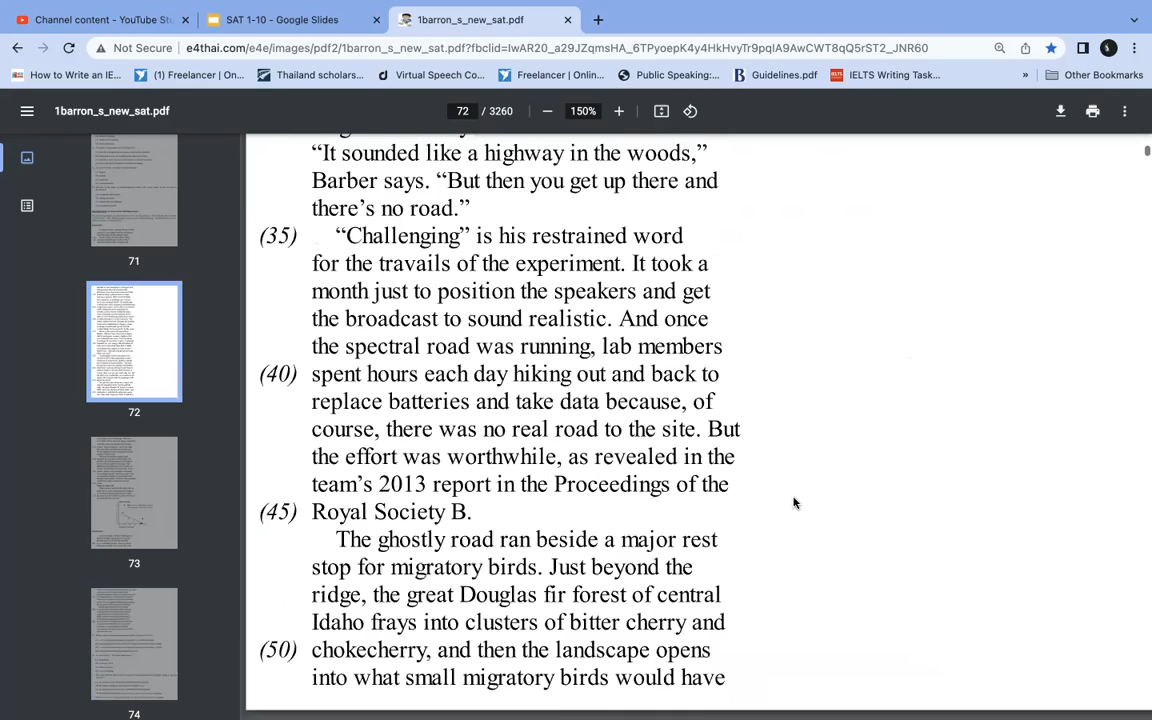 Channel content - YouTube Stu
SAT 1-10 - Google Slides
1barron_s_new_sat.pdf
Not Secure
e4thai.com/e4e/images/pdf2/1barron_s_new_sat.pdf?fbclid=IwAR20_a29JZqmsHA_6TPyoepK4y4HkHvyTr9pqIA9AwCWT8qQ5rST2_JNR60
How to Write an IE...
(1) Freelancer | On...
Thailand scholars...
Virtual Speech Co...
Freelancer | Onlin...
Public Speaking:...
Guidelines.pdf
IELTS Writing Task...
»
Other Bookmarks
1barron_s_new_sat.pdf
72 / 3260
150%
71
72
73
74
“It sounded like a highway in the woods,”
Barber says. “But then you get up there and
there’s no road.”
(35) “Challenging” is his restrained word
for the travails of the experiment. It took a
month just to position the speakers and get
the broadcast to sound realistic. And once
the spectral road was running, lab members
(40) spent hours each day hiking out and back to
replace batteries and take data because, of
course, there was no real road to the site. But
the effort was worthwhile, as revealed in the
team’s 2013 report in the Proceedings of the
(45) Royal Society B.
The ghostly road ran beside a major rest
stop for migratory birds. Just beyond the
ridge, the great Douglas fir forest of central
Idaho frays into clusters of bitter cherry and
(50) chokecherry, and then the landscape opens
into what small migratory birds would have